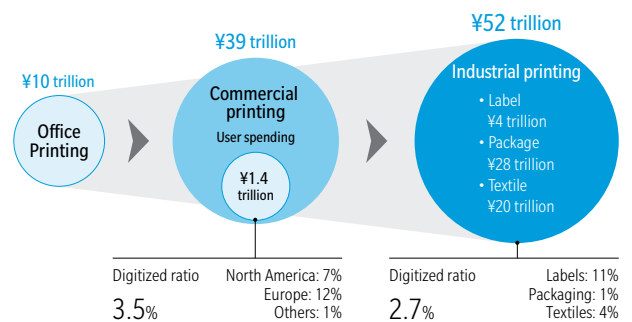 ¥10 trillion
Office
Printing
¥39 trillion
Commercial
printing
User spending
¥1.4
trillion
¥52 trillion
Industrial printing
• Label
¥4 trillion
• Package
¥28 trillion
• Textile
¥20 trillion
Digitized ratio
3.5%
North America: 7%
Europe: 12%
Others: 1%
Digitized ratio
2.7%
Labels: 11%
Packaging: 1%
Textiles: 4%